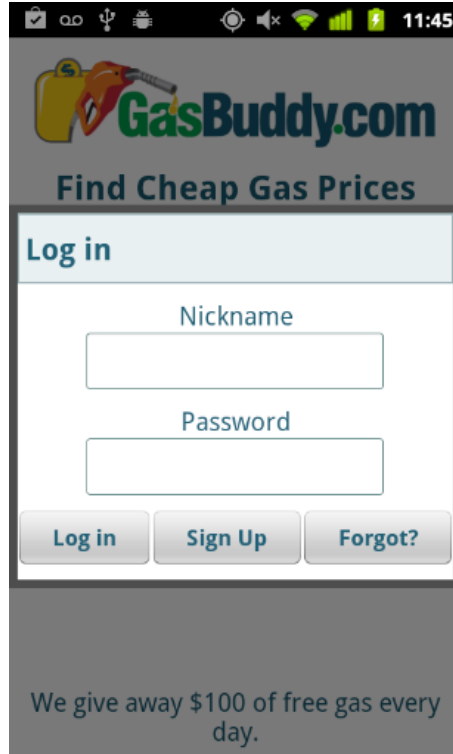 11:45
GasBuddy.com
Find Cheap Gas Prices
Log in
Nickname
Password
Log in Sign Up Forgot?
We give away $100 of free gas every
day.